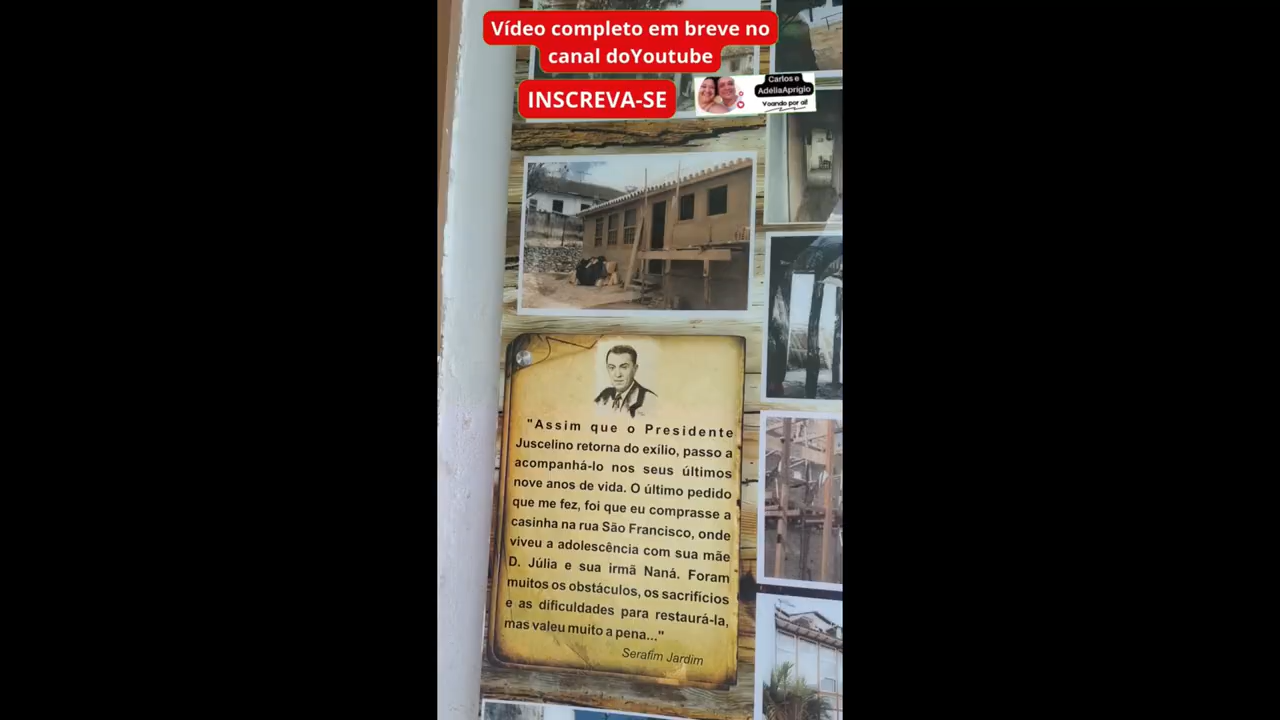 Vídeo completo em breve no
canal doYoutube
INSCREVA-SE
Carlos e
AdéliaAprígio
Voando por aí!
"Assim que o Presidente
Juscelino retorna do exílio, passo a
acompanhá-lo nos seus últimos
nove anos de vida. O último pedido
que me fez, foi que eu comprasse a
casinha na rua São Francisco, onde
viveu a adolescência com sua mãe
D. Júlia e sua irmã Naná. Foram
muitos os obstáculos, os sacrifícios
e as dificuldades para restaurá-la,
mas valeu muito a pena..."
Serafim Jardim